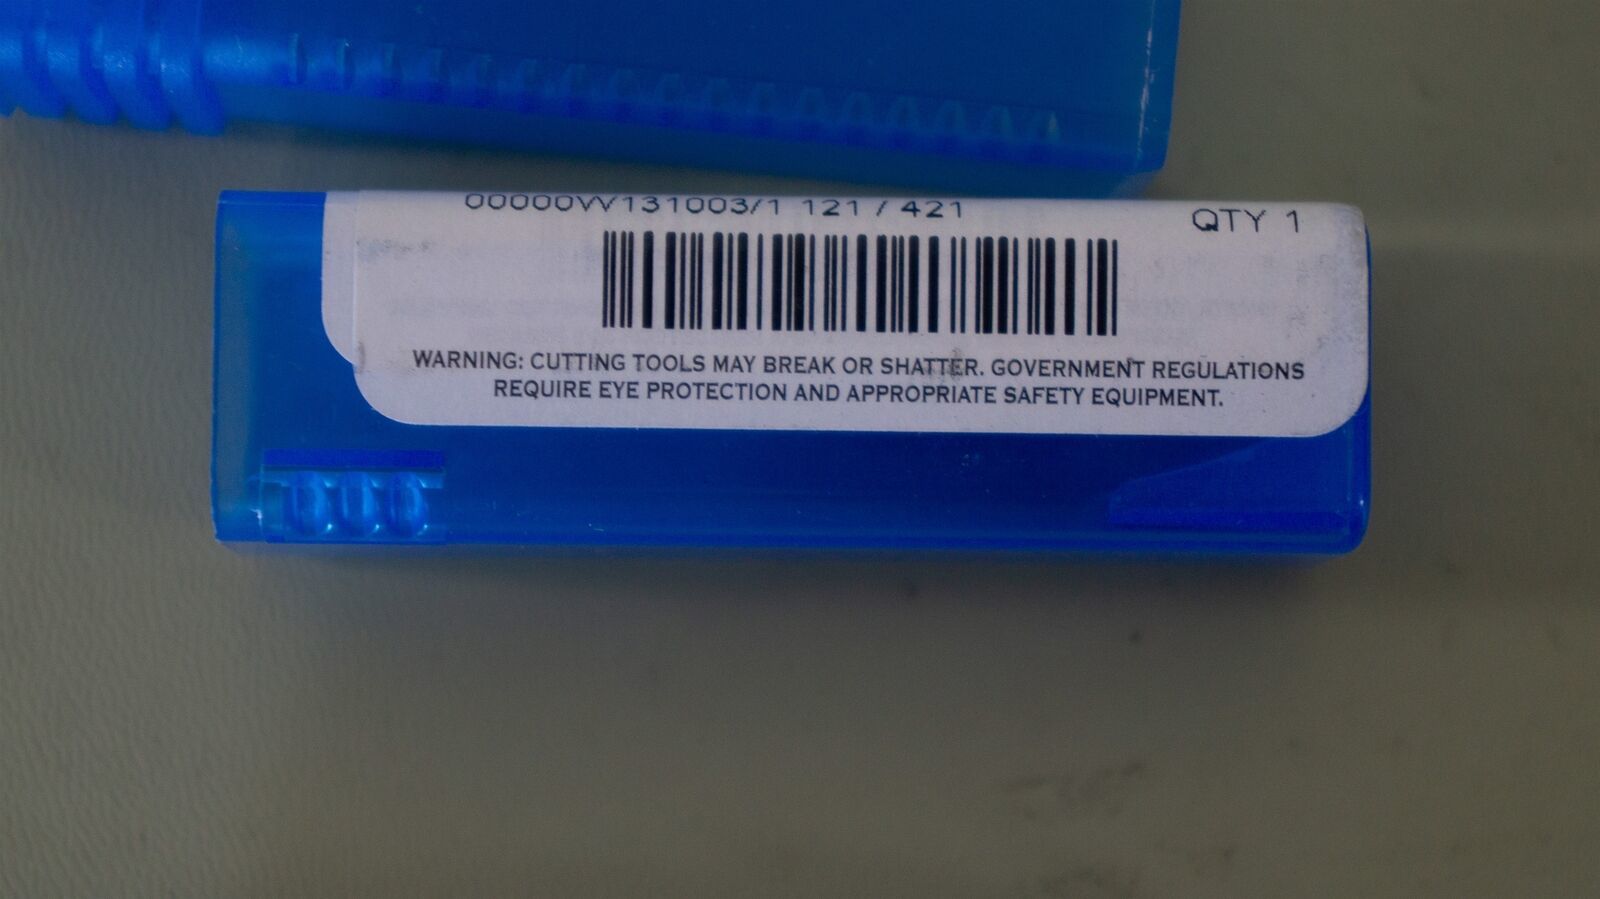 00000W131003/1 121 / 421
QTY 1
WARNING: CUTTING TOOLS MAY BREAK OR SHATTER. GOVERNMENT REGULATIONS
REQUIRE EYE PROTECTION AND APPROPRIATE SAFETY EQUIPMENT.